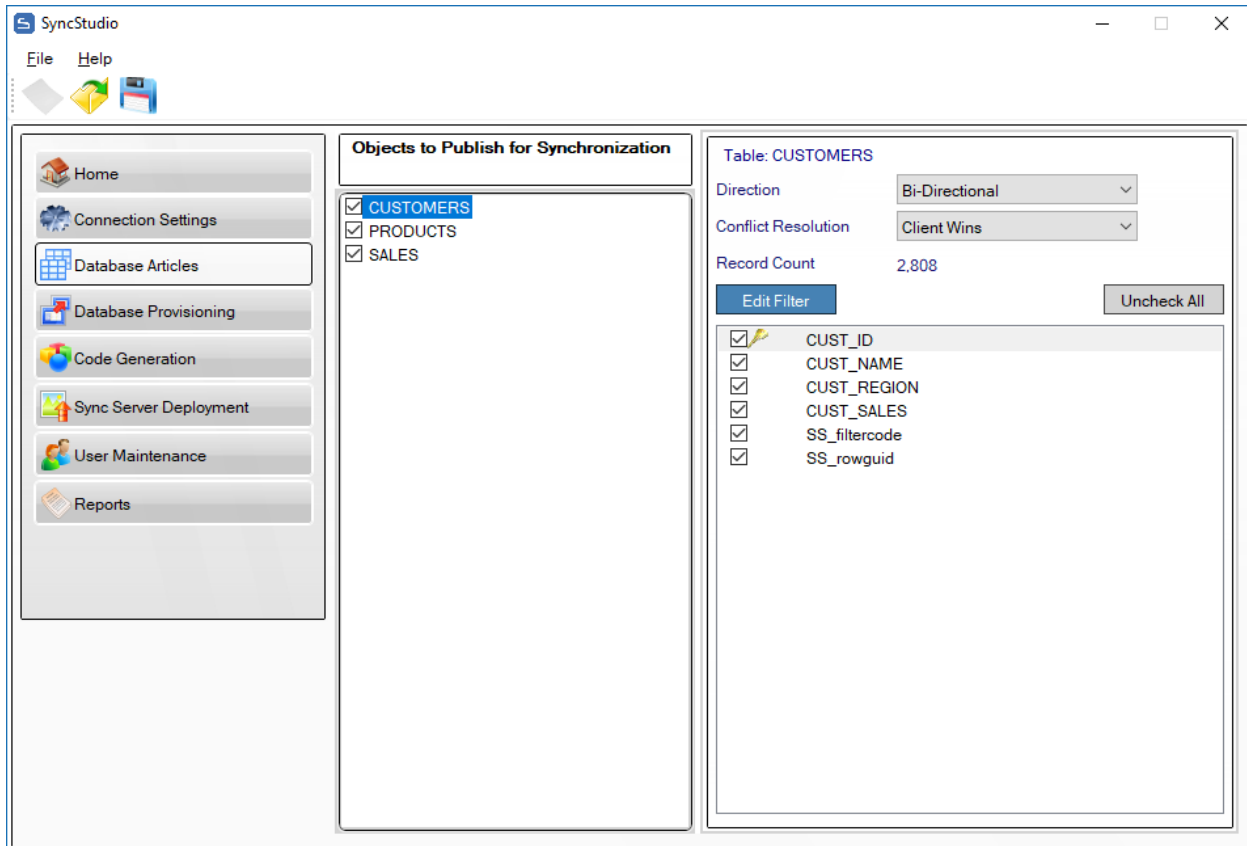 SyncStudio
File Help
Home
Connection Settings
Database Articles
Database Provisioning
Code Generation
Sync Server Deployment
User Maintenance
Reports
Objects to Publish for Synchronization
CUSTOMERS
PRODUCTS
SALES
Table: CUSTOMERS
Direction Bi-Directional
Conflict Resolution Client Wins
Record Count 2,808
Edit Filter Uncheck All
CUST_ID
CUST_NAME
CUST_REGION
CUST_SALES
SS_filtercode
SS_rowguid